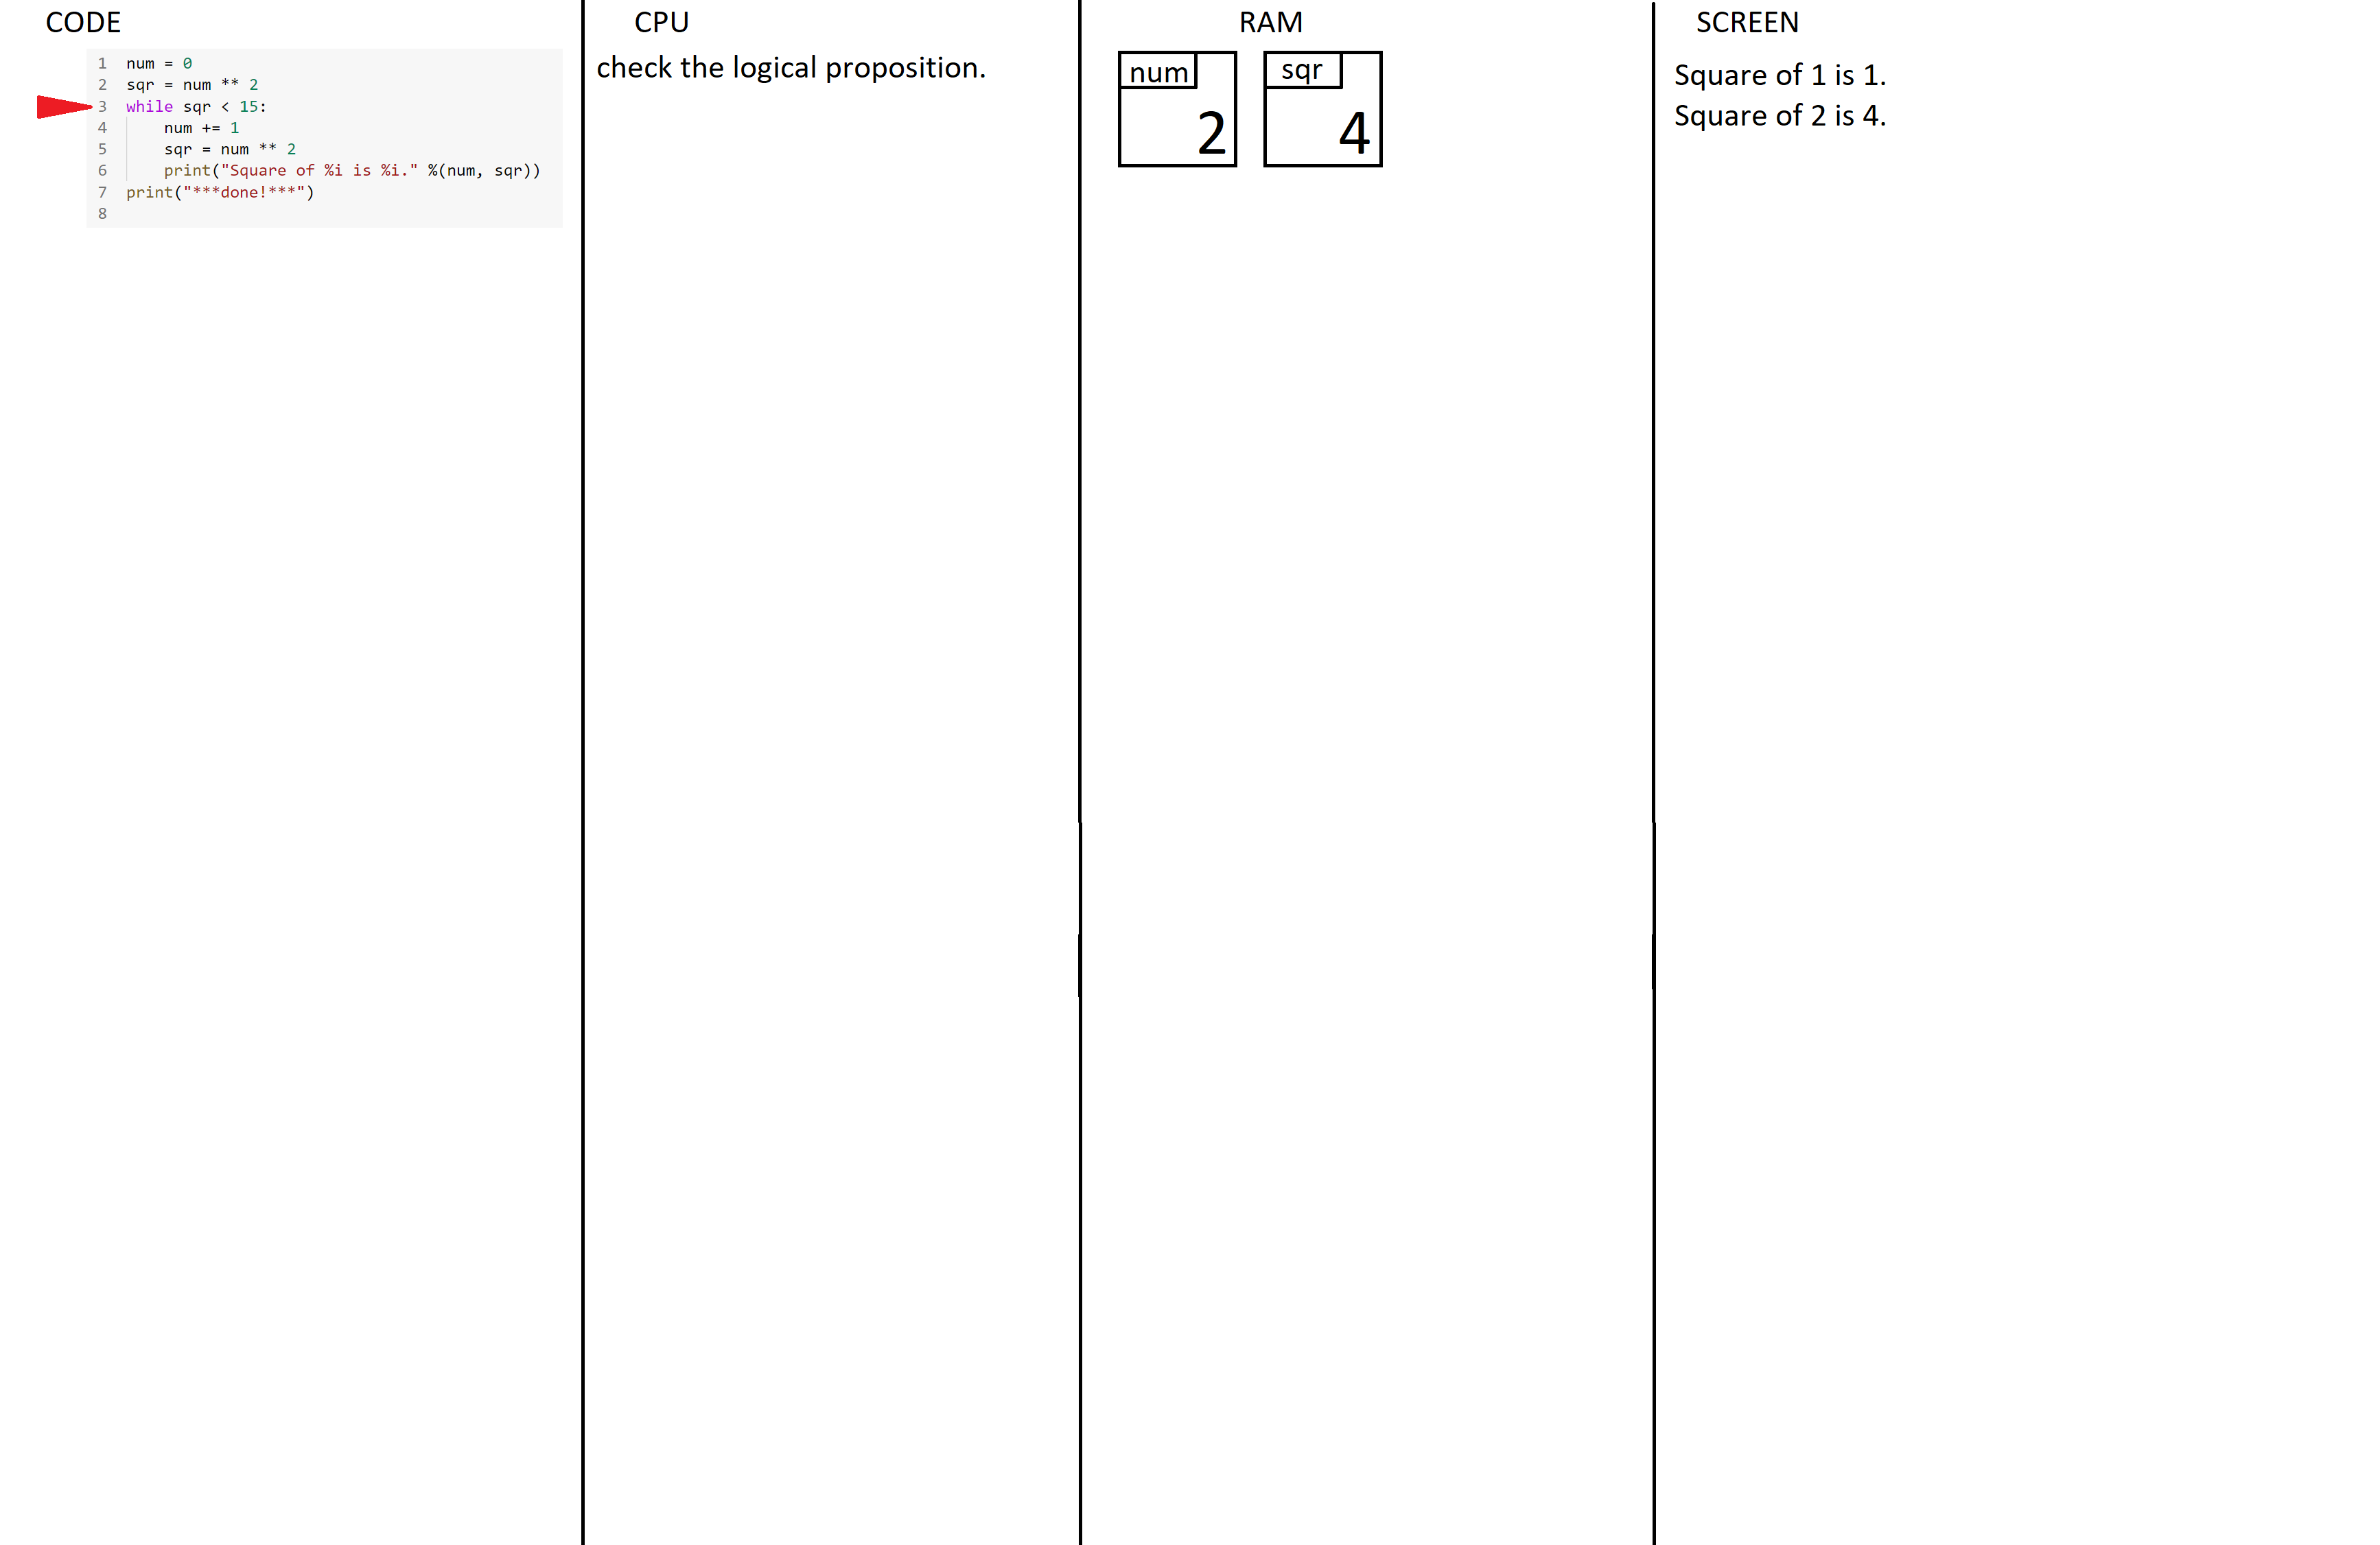 CODE
1 num = 0
2 sqr = num ** 2
3 while sqr < 15:
4     num += 1
5     sqr = num ** 2
6     print("Square of %i is %i." %(num, sqr))
7 print("***done!***")
8
CPU
check the logical proposition.
RAM
num
2
sqr
4
SCREEN
Square of 1 is 1.
Square of 2 is 4.